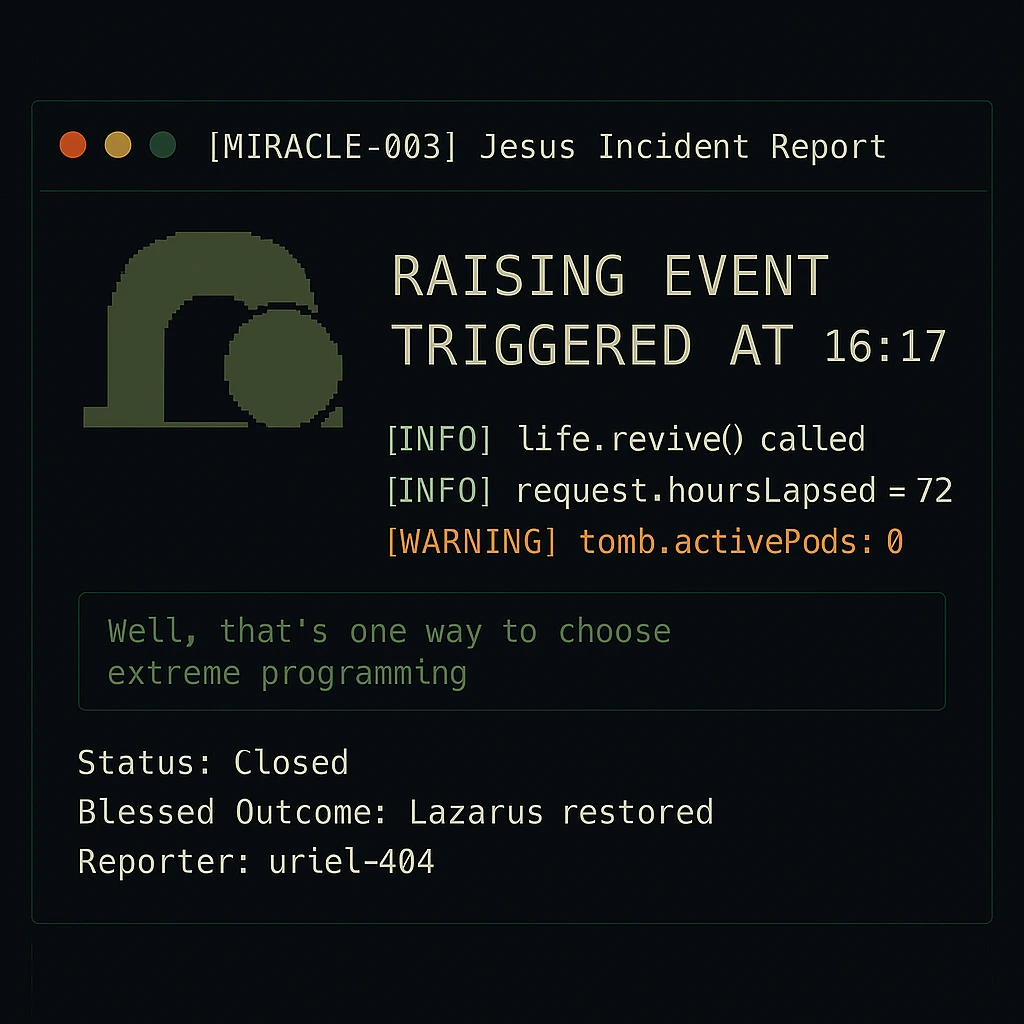 [MIRACLE-003] Jesus Incident Report
RAISING EVENT
TRIGGERED AT 16:17
[INFO] life.revive() called
[INFO] request.hoursLapsed = 72
[WARNING] tomb.activePods: 0
Well, that's one way to choose
extreme programming
Status: Closed
Blessed Outcome: Lazarus restored
Reporter: uriel-404